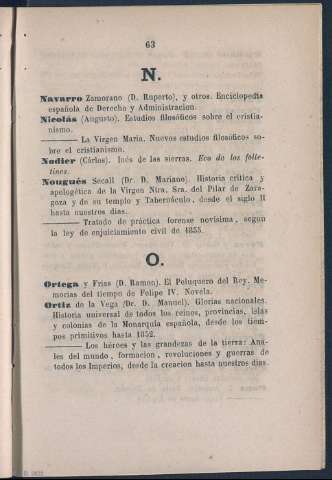 63
N.
Navarro Zamorano (D. Ruperto), y otros. Enciclopedia
española de Derecho y Administracion.
Nicolás (Augusto). Estudios filosóficos sobre el cristia-
nismo.
——— La Virgen Maria. Nuevos estudios filosóficos so-
bre el cristianismo.
Nodier (Cárlos). Inés de las sierras. Eco de los folle-
tines.
Nougués Secall (Dr. D. Mariano). Historia crítica y
apologética de la Virgen Ntra. Sra. del Pilar de Zara-
goza y de su templo y Tabernáculo, desde el siglo II
hasta nuestros dias.
——— Tratado de práctica forense novísima, segun
la ley de enjuiciamiento civil de 1855.
O.
Ortega y Frias (D. Ramon). El Peluquero del Rey. Me-
morias del tiempo de Felipe IV. Novela.
Ortiz de la Vega (Dr. D. Manuel). Glorias nacionales.
Historia universal de todos los reinos, provincias, islas
y colonias de la Monarquía española, desde los tiem-
pos primitivos hasta 1852.
——— Los héroes y las grandezas de la tierra: Ana-
les del mundo, formacion, revoluciones y guerras de
todos los Imperios, desde la creacion hasta nuestros dias.